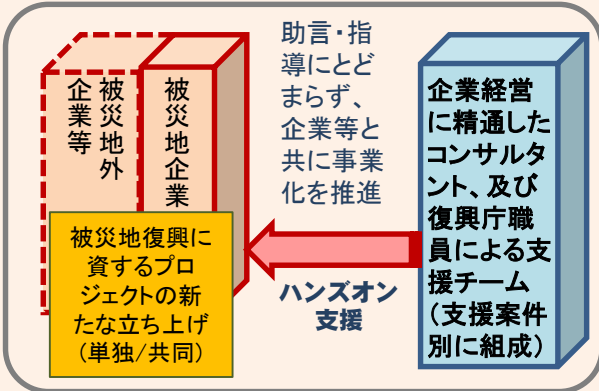 被災地外
企業等
被災地企業
被災地復興に
資するプロ
ジェクトの新
たな立ち上げ
（単独/共同）
助言・指
導にとど
まらず、
企業等と
共に事業
化を推進
ハンズオン
支援
企業経営
に精通した
コンサルタ
ント、及び
復興庁職
員による支
援チーム
（支援案件
別に組成）